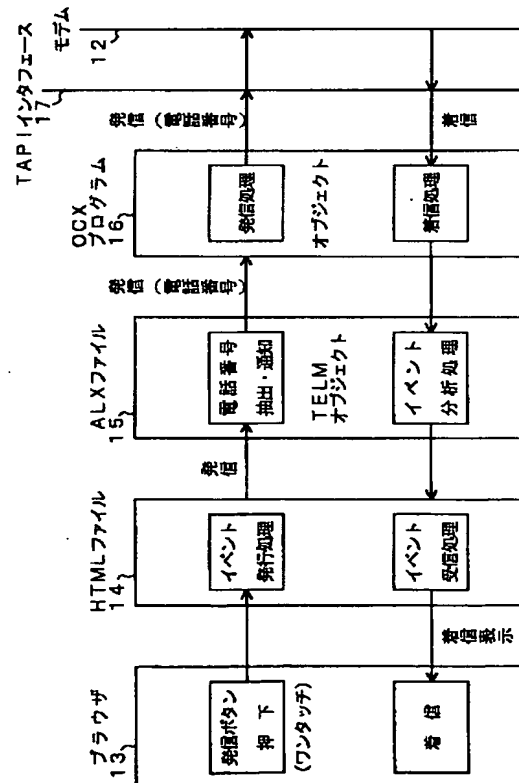 ブラウザ
13
発信ボタン
押下
(ワンタッチ)
着信
HTMLファイル
14
イベント
発行処理
イベント
受信処理
着信表示
発信
ALXファイル
15
電話番号
抽出・通知
TELM
オブジェクト
イベント
分析処理
発信(電話番号)
OCX
プログラム
16
発信処理
オブジェクト
着信処理
発信(電話番号)
着信
TAPIインタフェース
17
モデム
12